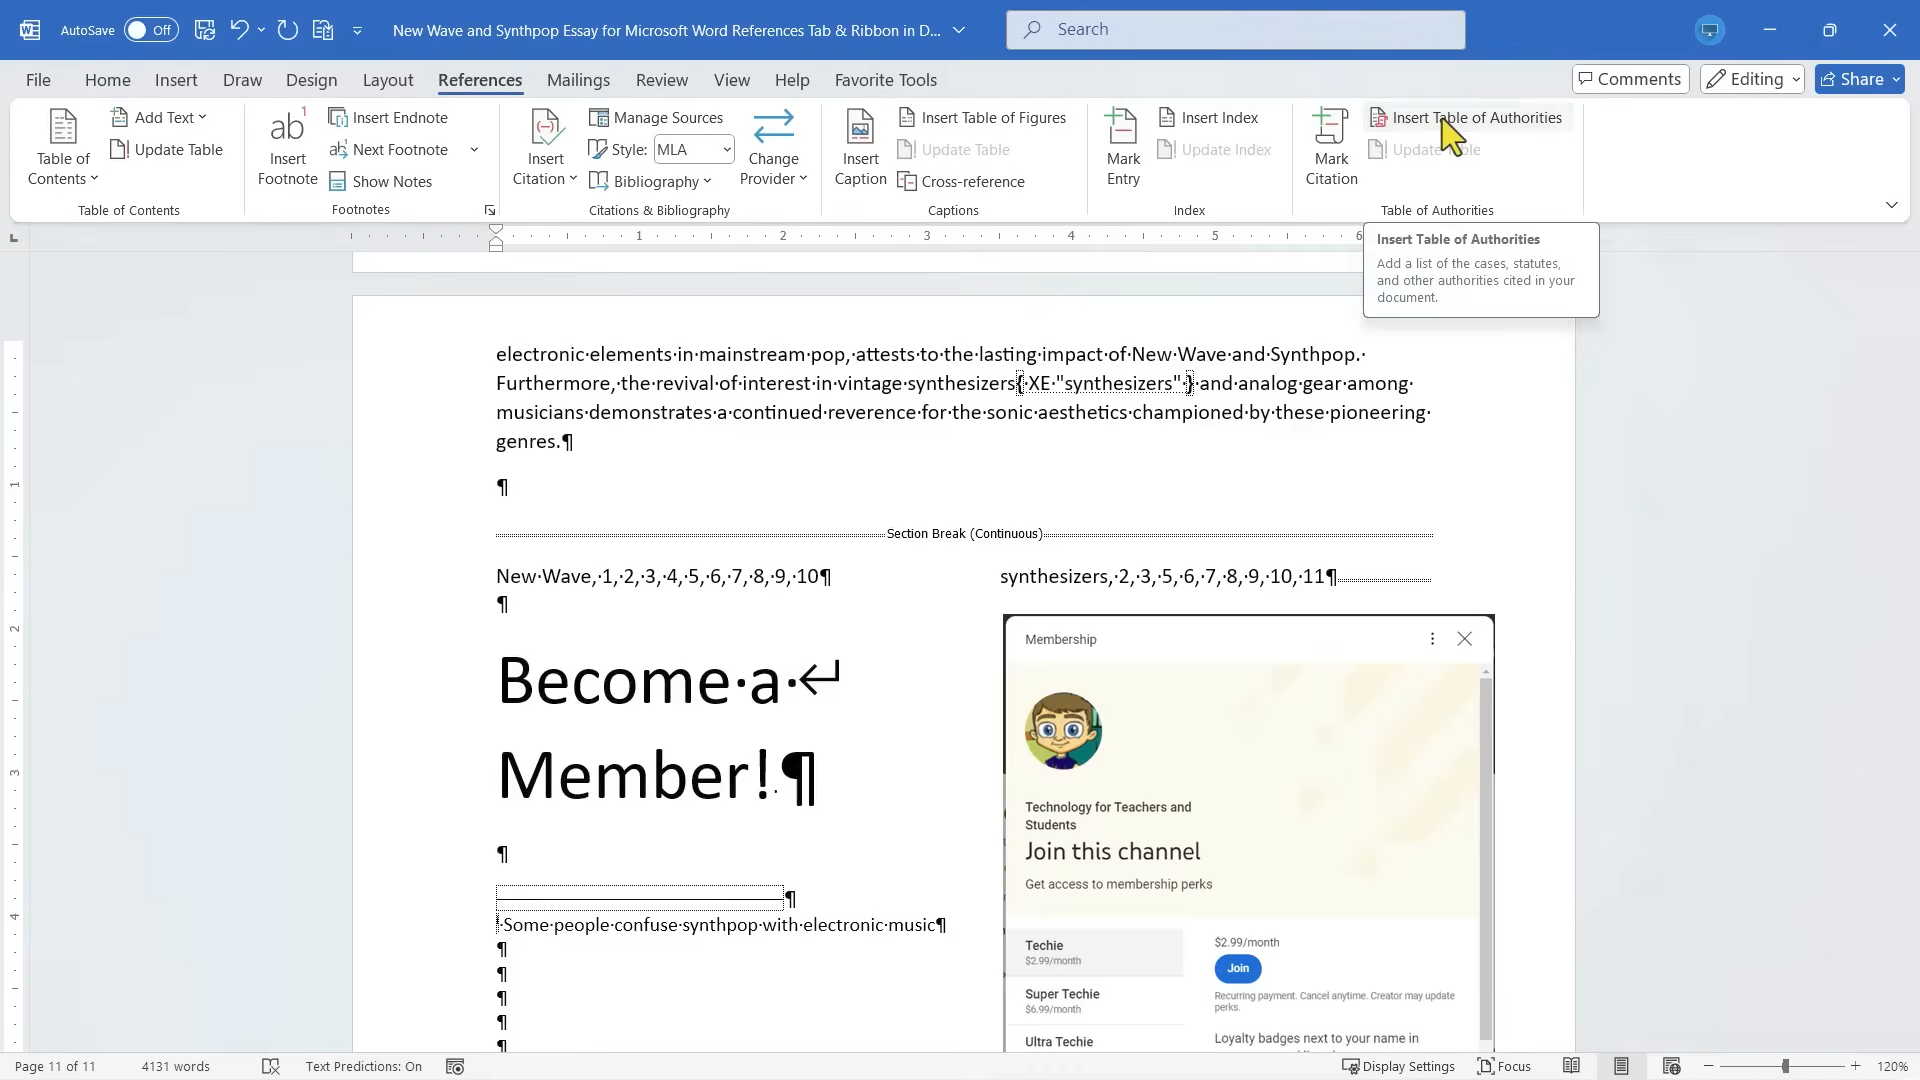 AutoSave Off
New Wave and Synthpop Essay for Microsoft Word References Tab & Ribbon in D...
Search
File Home Insert Draw Design Layout References Mailings Review View Help Favorite Tools
Comments Editing Share
Table of Contents
Add Text
Update Table
Table of Contents
Insert Footnote
Insert Endnote
Next Footnote
Show Notes
Footnotes
Insert Citation
Manage Sources
Style: MLA
Bibliography
Change Provider
Citations & Bibliography
Insert Caption
Insert Table of Figures
Update Table
Cross-reference
Captions
Mark Entry
Insert Index
Update Index
Index
Mark Citation
Insert Table of Authorities
Update Table
Table of Authorities
1 2 3 4 5 6
Insert Table of Authorities
Add a list of the cases, statutes,
and other authorities cited in your
document.
electronic·elements·in·mainstream·pop,·attests·to·the·lasting·impact·of·New·Wave·and·Synthpop.·
Furthermore,·the·revival·of·interest·in·vintage·synthesizers{·XE·"synthesizers"·}·and·analog·gear·among·
musicians·demonstrates·a·continued·reverence·for·the·sonic·aesthetics·championed·by·these·pioneering·
genres.¶
¶
Section Break (Continuous)
New·Wave,·1,·2,·3,·4,·5,·6,·7,·8,·9,·10¶
synthesizers,·2,·3,·5,·6,·7,·8,·9,·10,·11¶
¶
Become·a·↵
Member!¶
¶
¶
·Some·people·confuse·synthpop·with·electronic·music¶
¶
¶
¶
¶
¶
Membership
Technology for Teachers and
Students
Join this channel
Get access to membership perks
Techie
$2.99/month
Super Techie
$6.99/month
Ultra Techie
$2.99/month
Join
Recurring payment. Cancel anytime. Creator may update
perks.
Loyalty badges next to your name in
1
2
3
4
Page 11 of 11 4131 words Text Predictions: On Display Settings Focus 120%